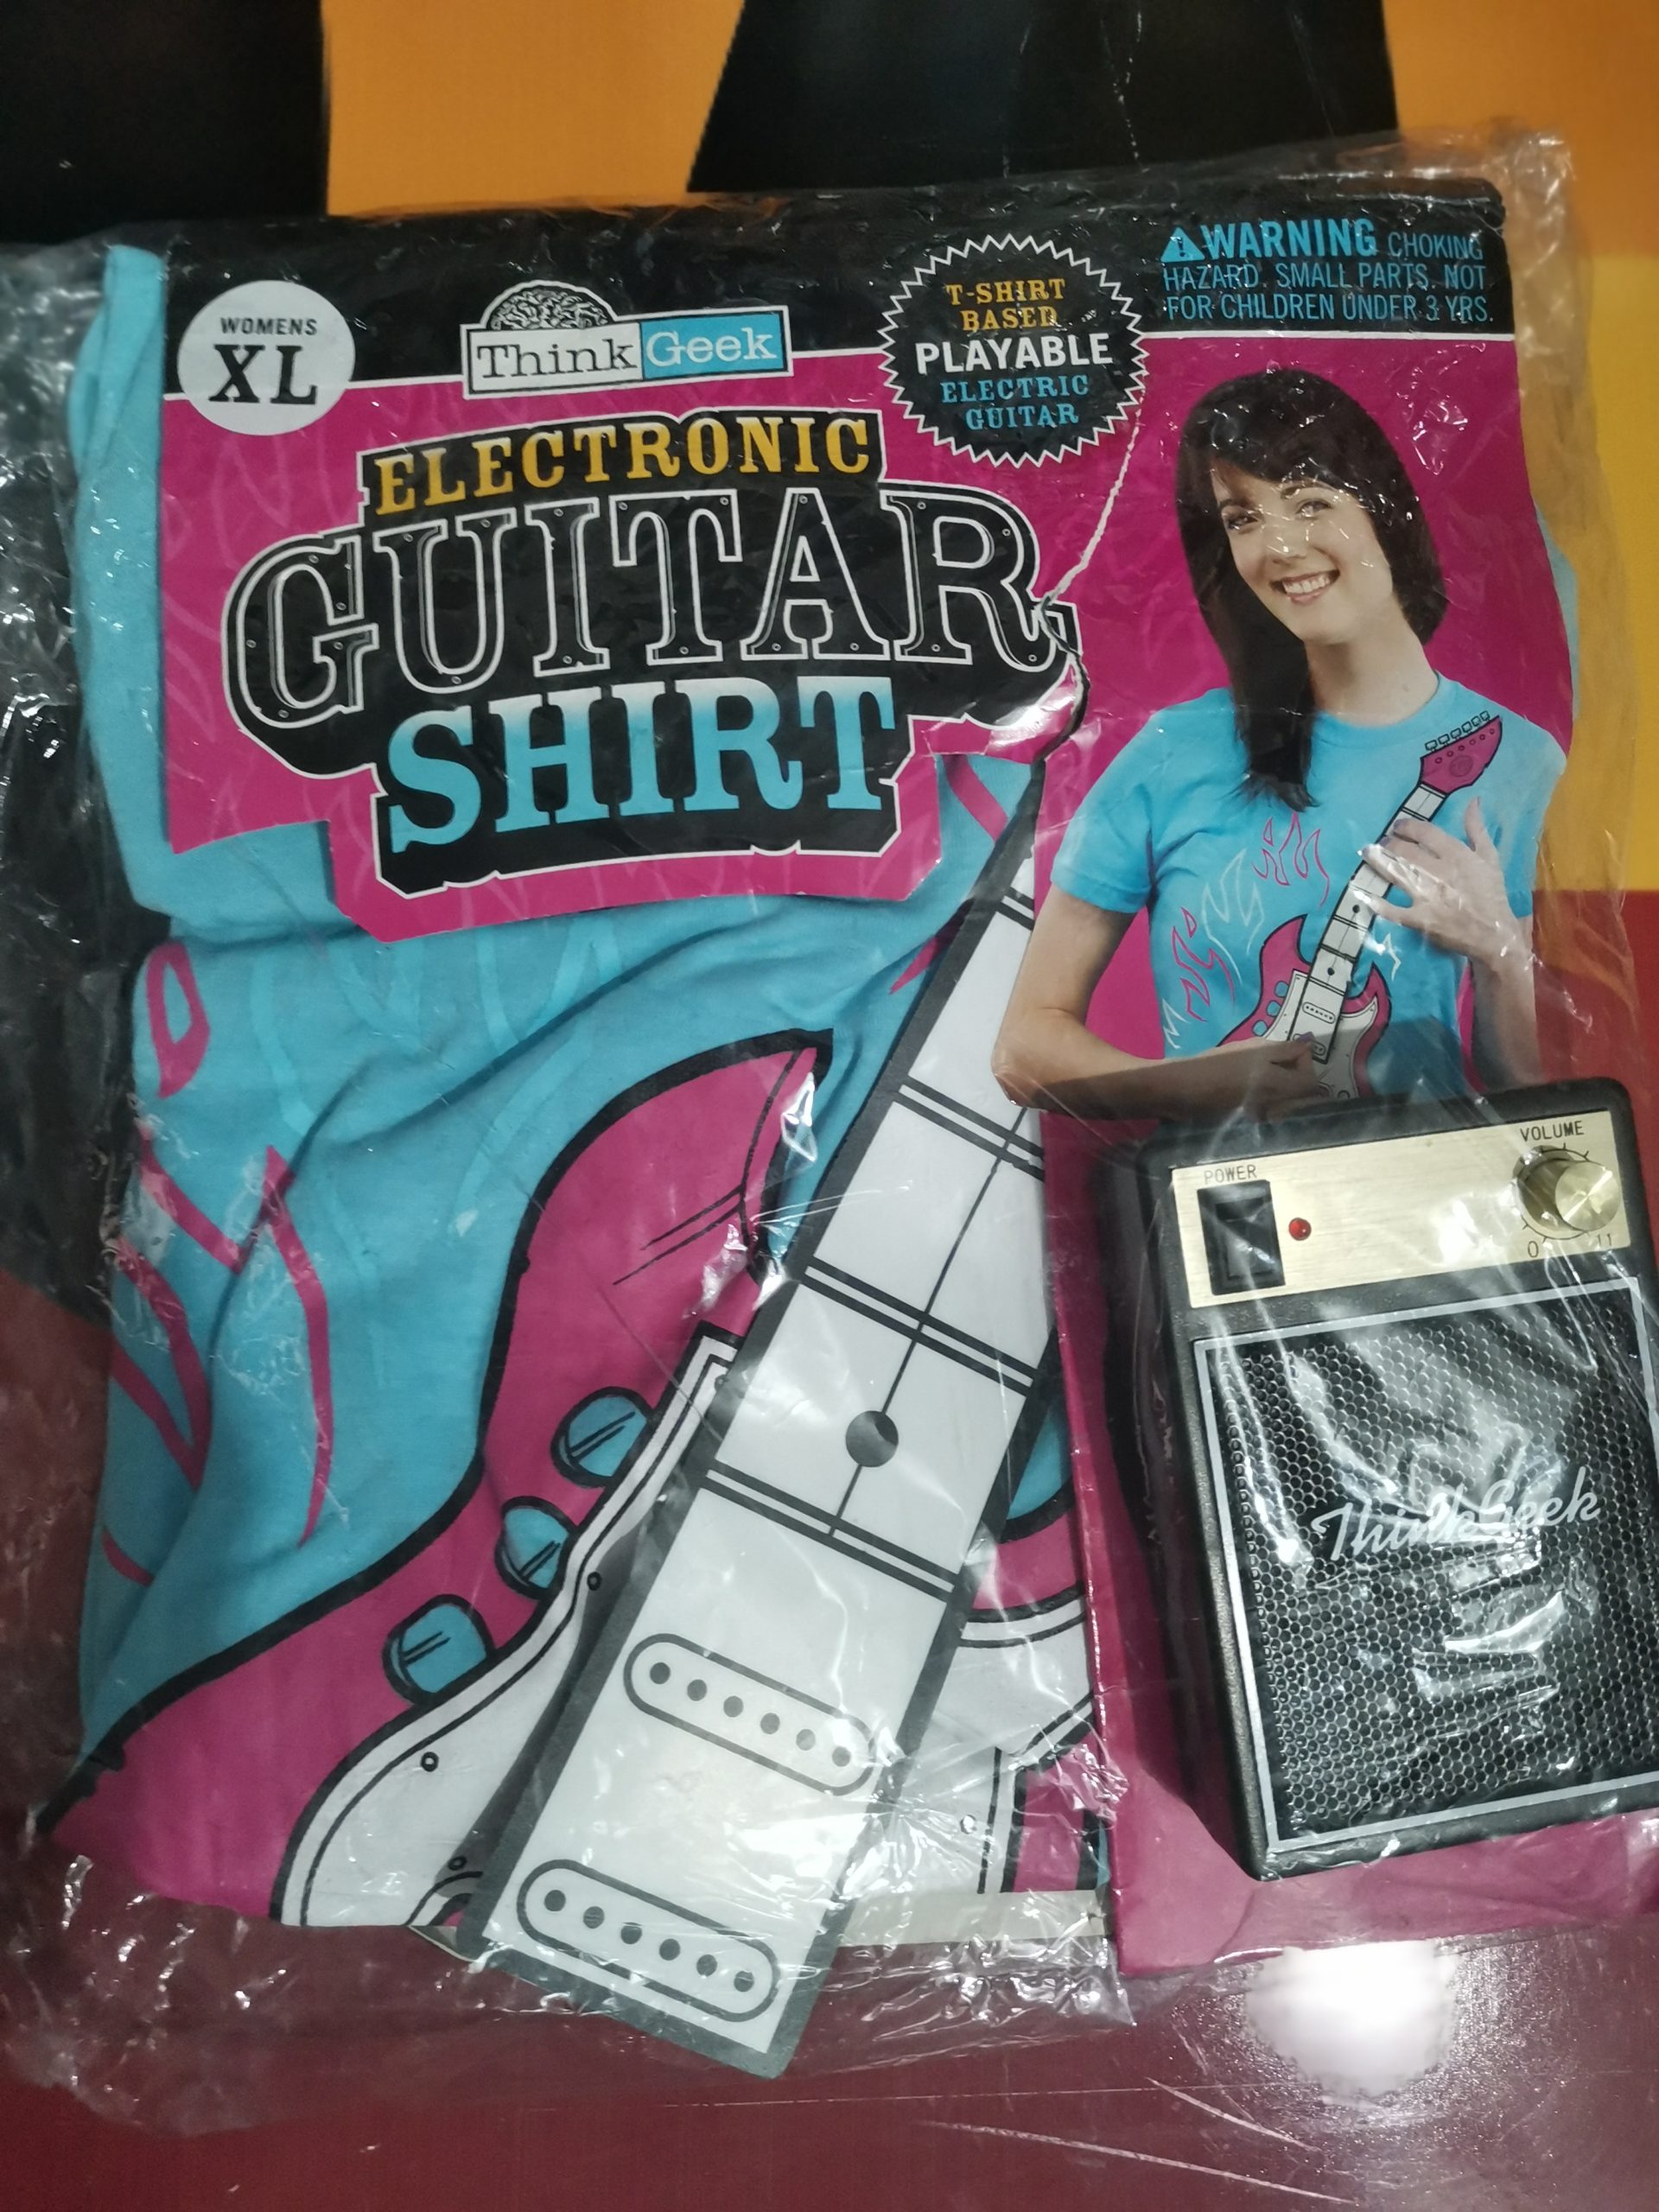 WOMENS
XL
ThinkGeek
T-SHIRT
BASED
PLAYABLE
ELECTRIC
GUITAR
WARNING CHOKING
HAZARD. SMALL PARTS. NOT
FOR CHILDREN UNDER 3 YRS.
ELECTRONIC
GUITAR
SHIRT
POWER
VOLUME
0 11
ThinkGeek